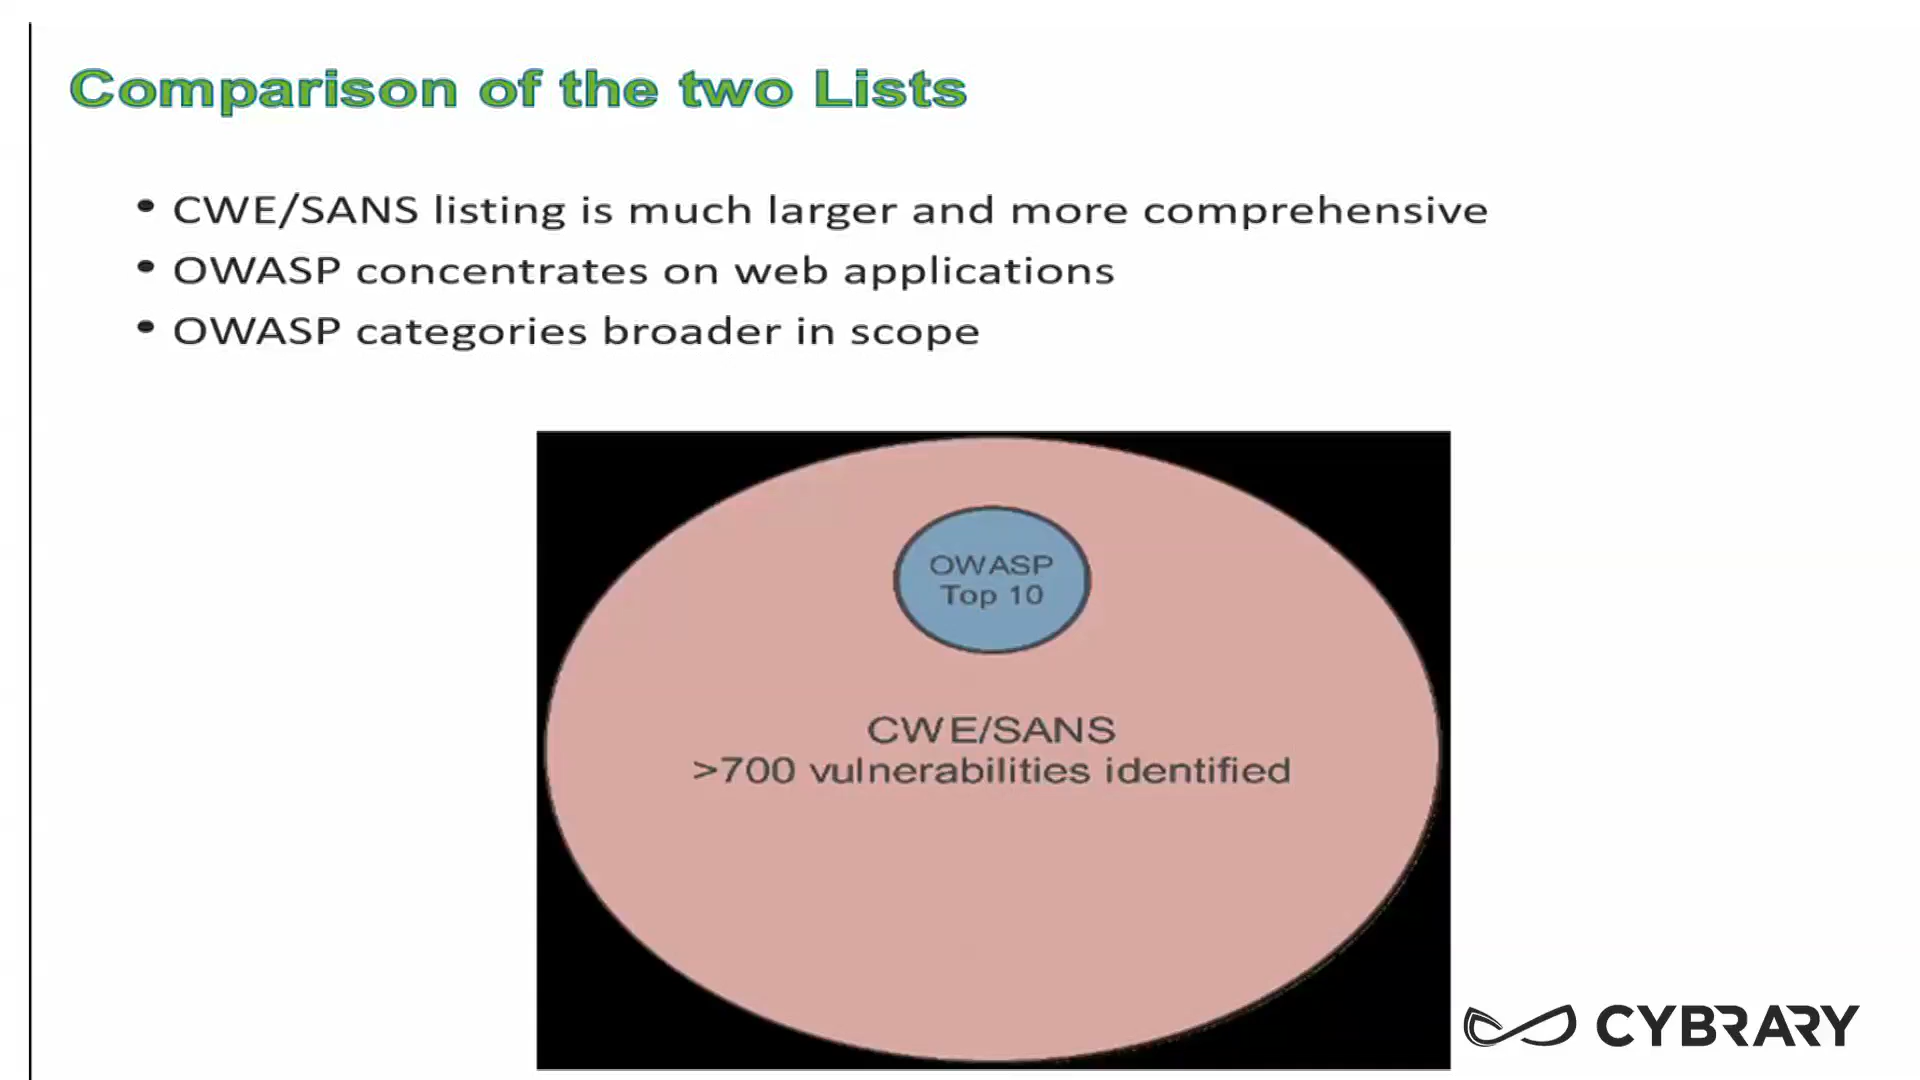 Comparison of the two Lists
• CWE/SANS listing is much larger and more comprehensive
• OWASP concentrates on web applications
• OWASP categories broader in scope
OWASP
Top 10
CWE/SANS
>700 vulnerabilities identified
CYBRARY